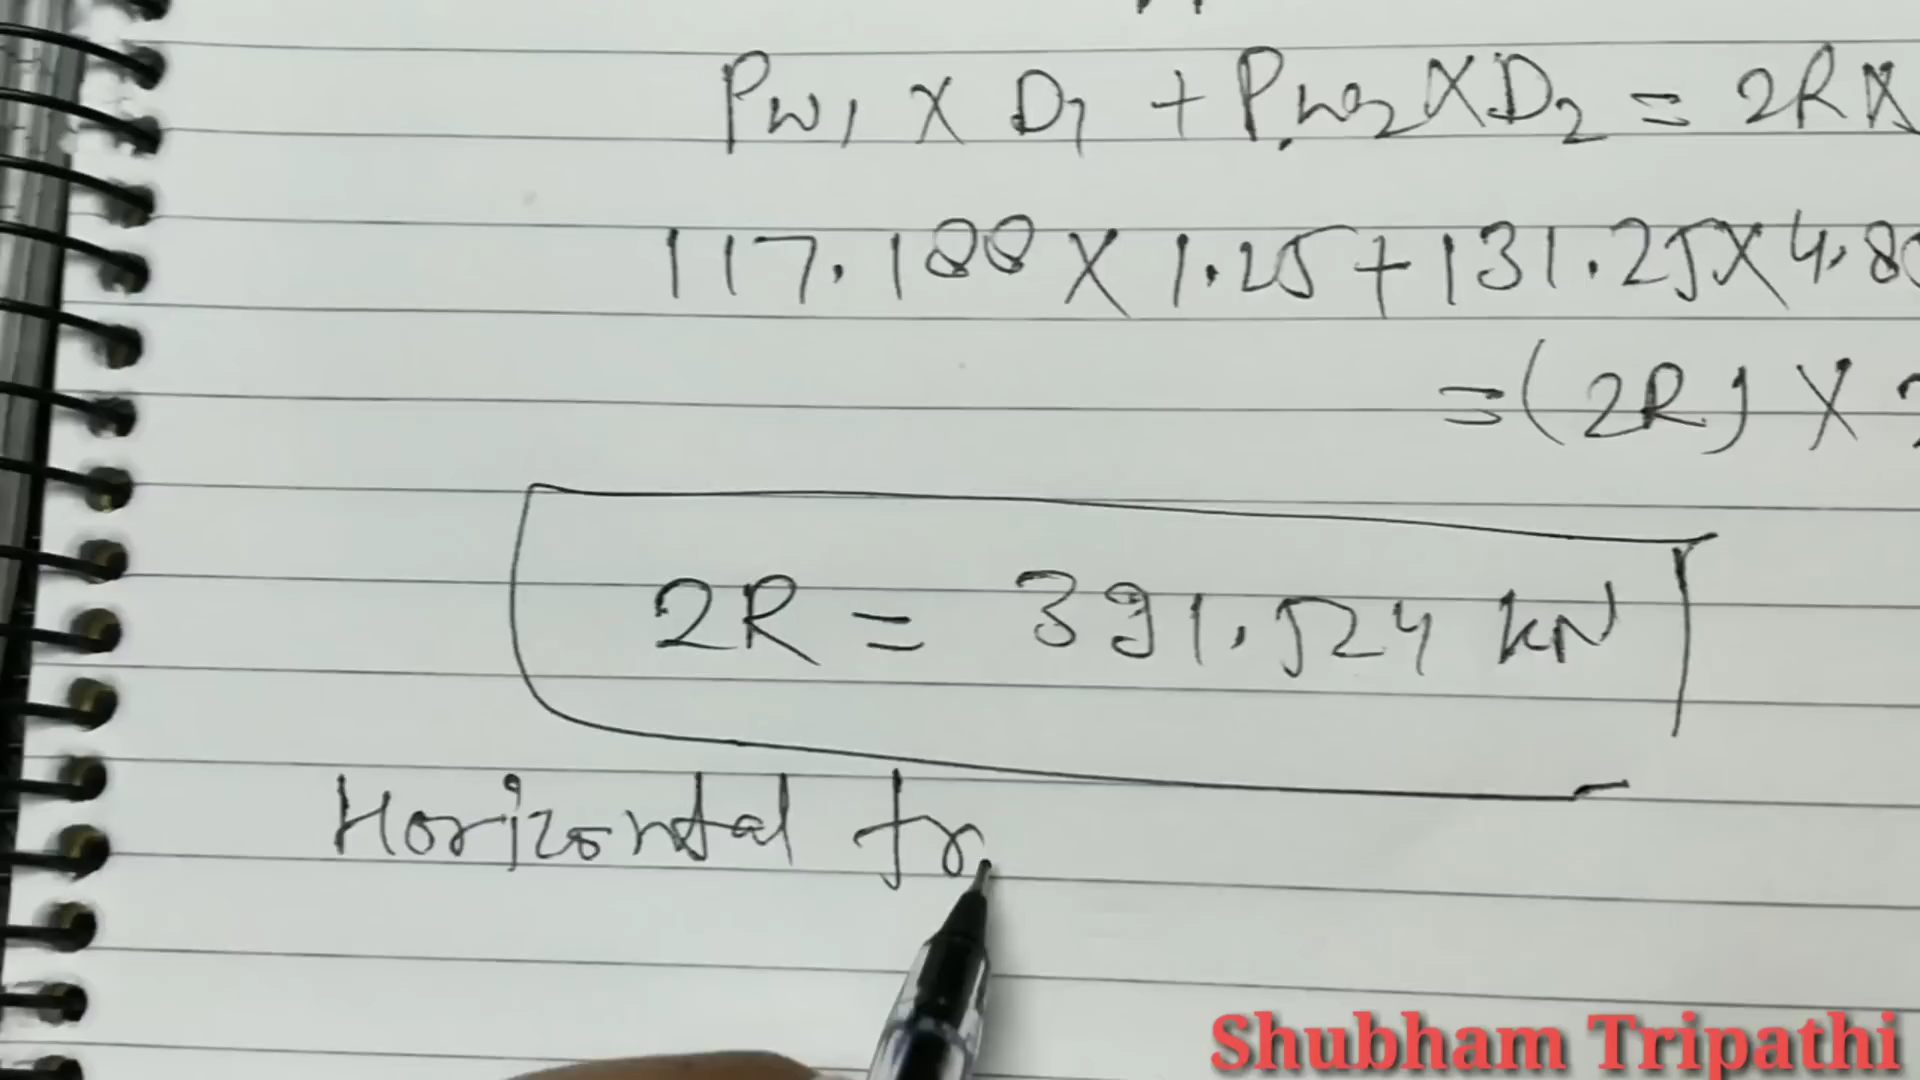 Pw1 X D1 + Pw2 X D2 = 2R X
117.188 X 1.25 + 131.25 X 4.8
= (2R) X
2R = 391.524 kN
Horizontal fr
Shubham Tripathi